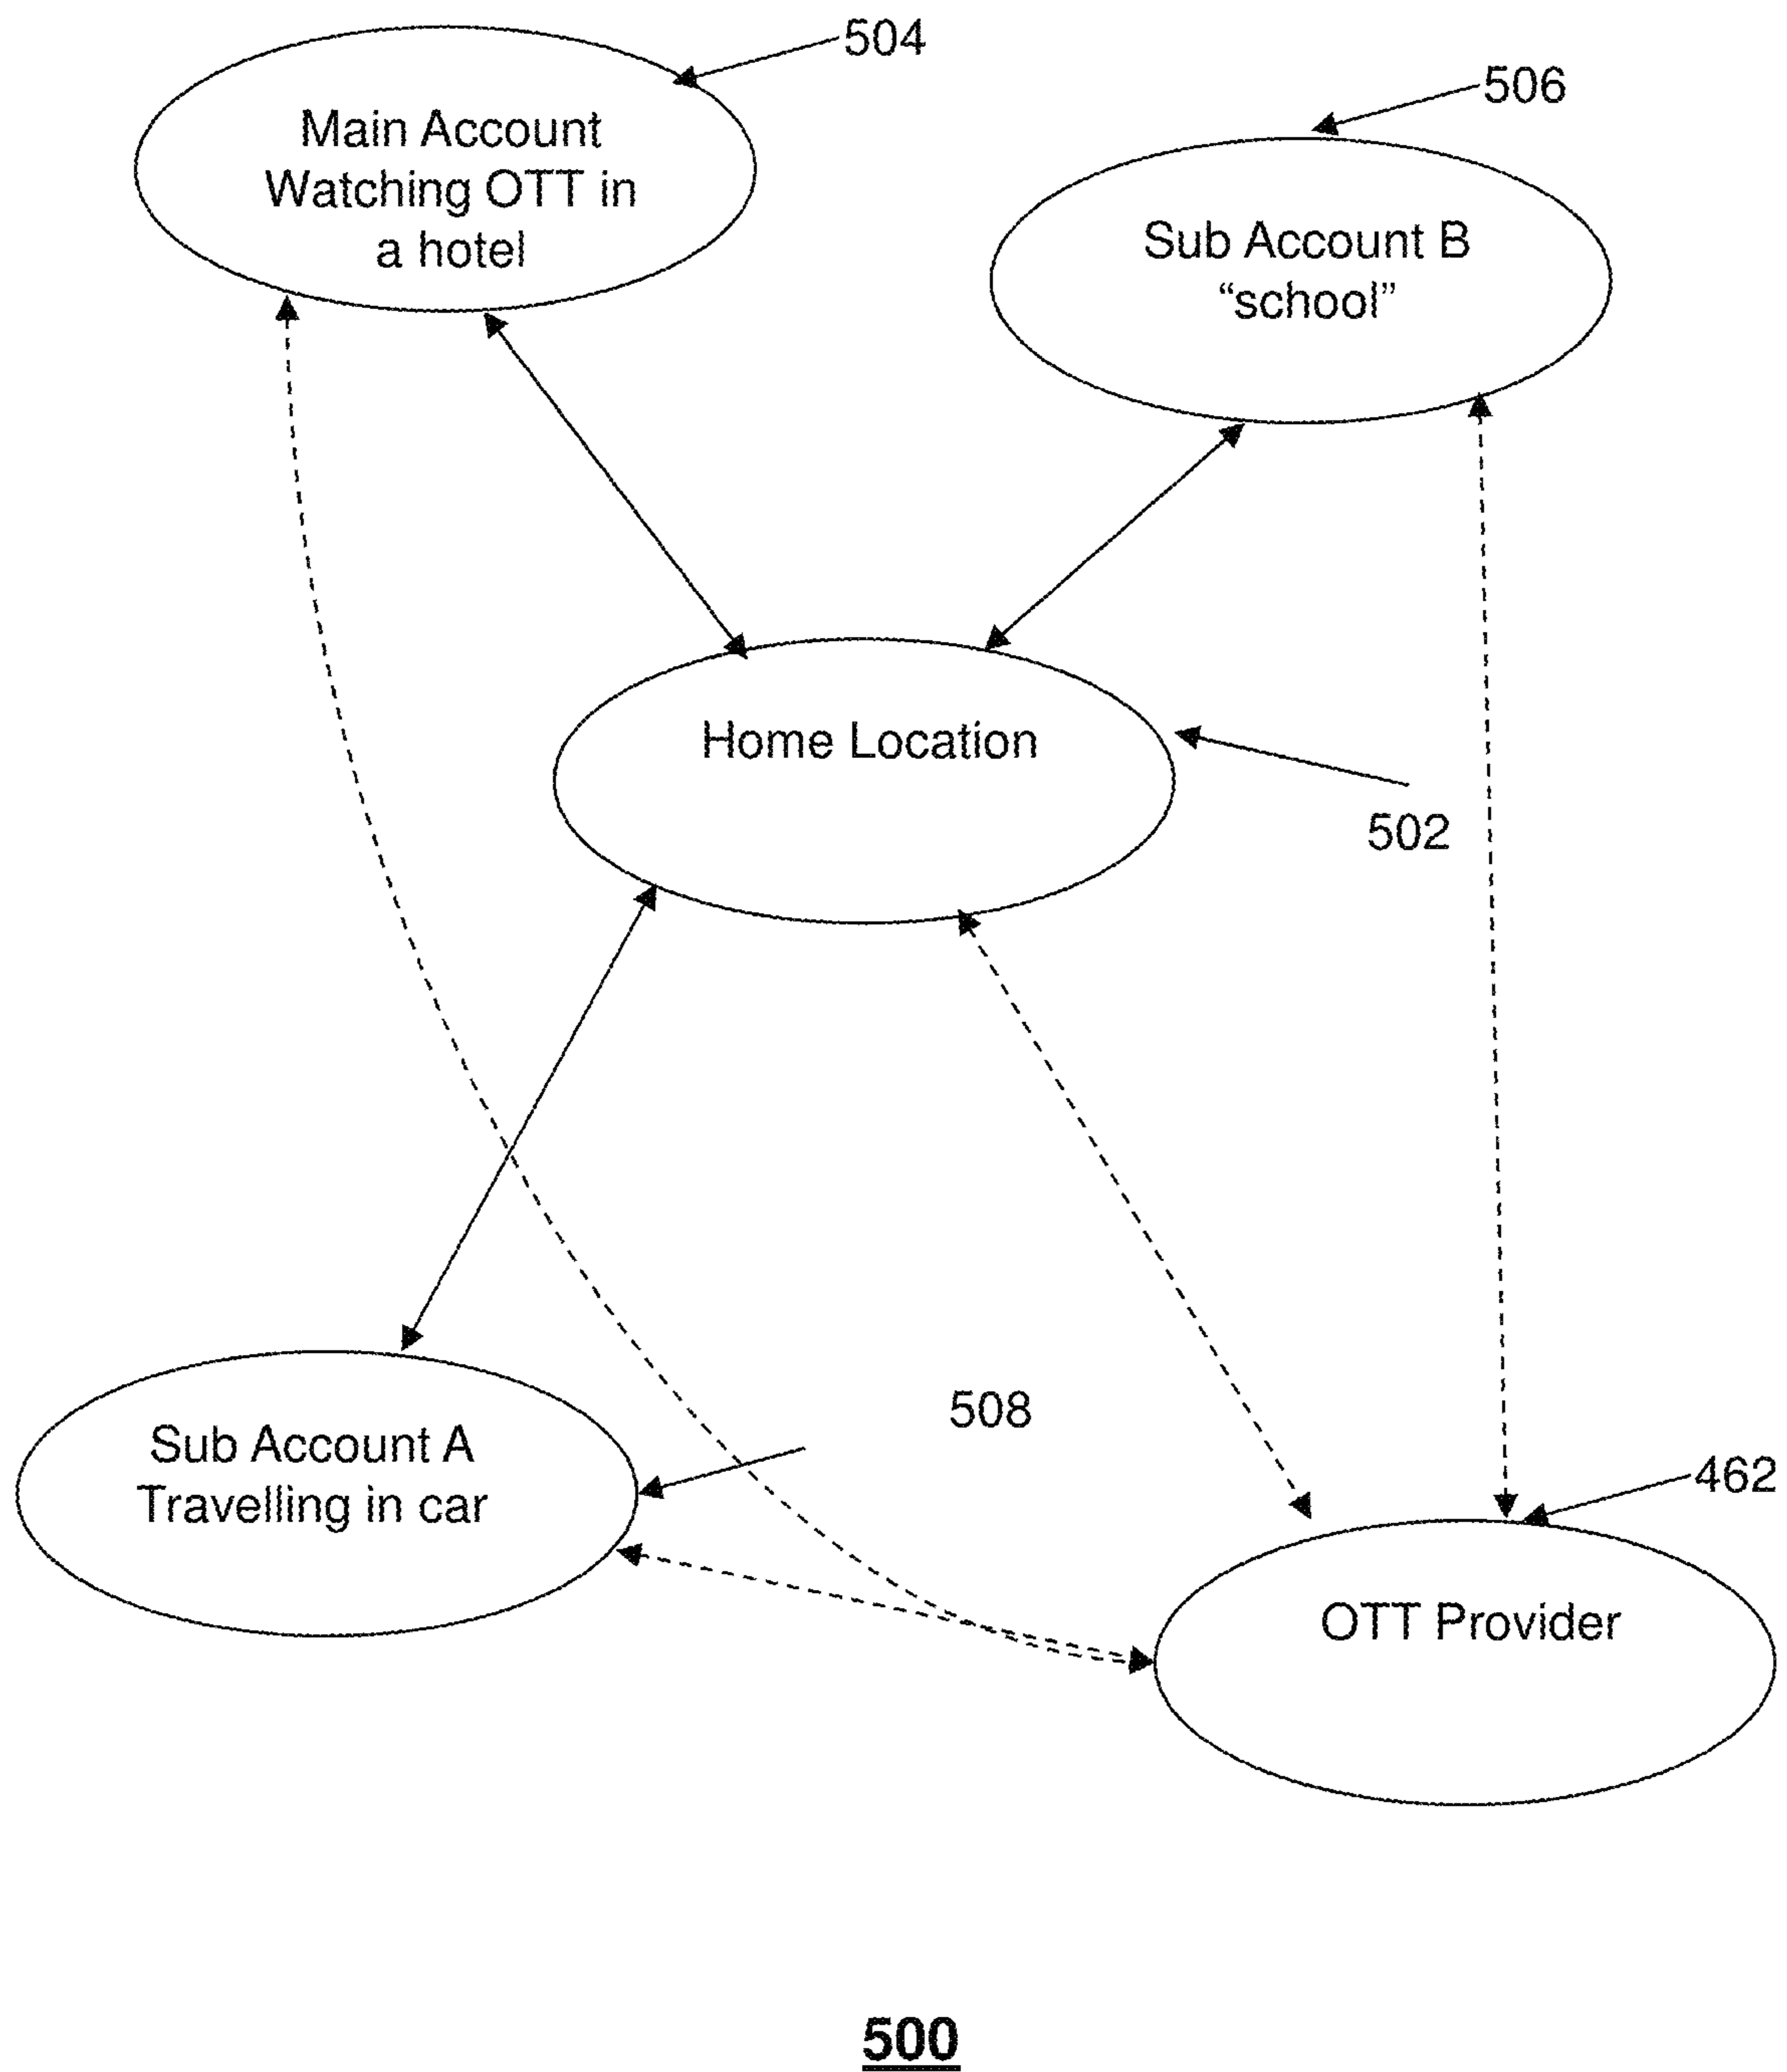 504
Main Account
Watching OTT in
a hotel
506
Sub Account B
“school”
Home Location
502
508
Sub Account A
Travelling in car
462
OTT Provider
500